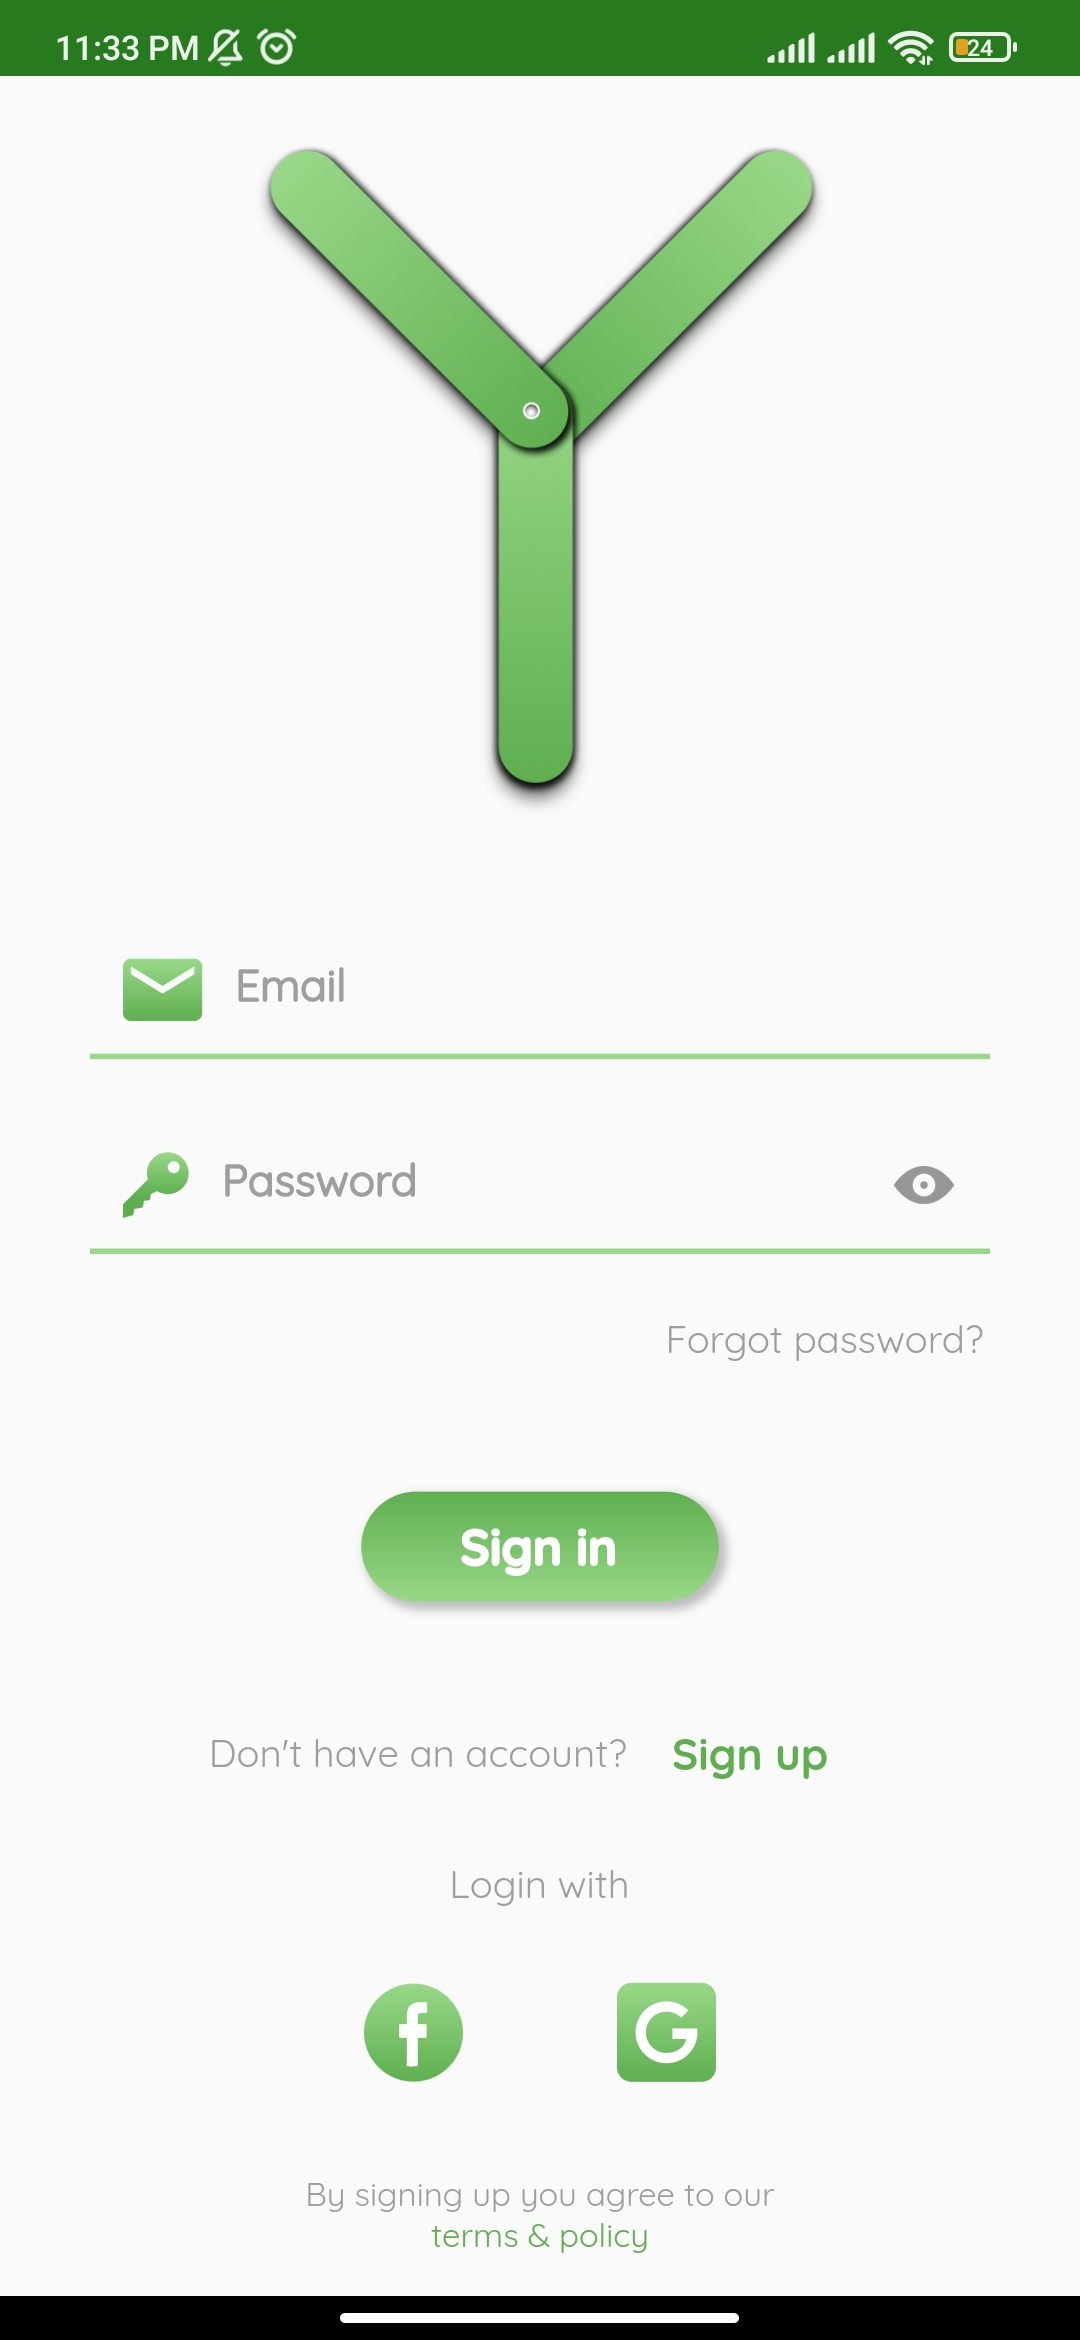 11:33 PM 24
Email
Password
Forgot password?
Sign in
Don't have an account? Sign up
Login with
By signing up you agree to our
terms & policy